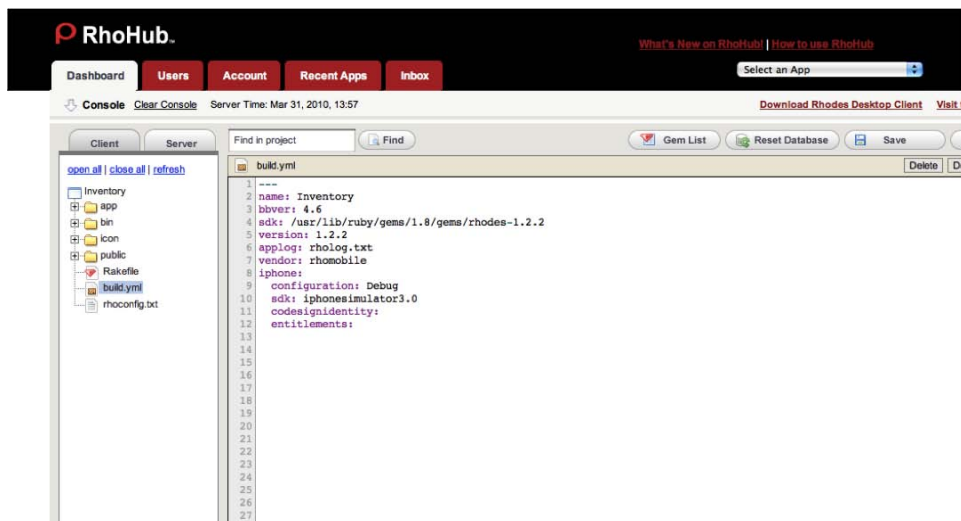 RhoHub
What's New on RhoHub! | How to use RhoHub
Dashboard Users Account Recent Apps Inbox Select an App
Console Clear Console Server Time: Mar 31, 2010, 13:57 Download Rhodes Desktop Client Visit
Client Server Find in project Find Gem List Reset Database Save
open all | close all | refresh
build.yml Delete
Inventory
app
bin
icon
public
Rakefile
build.yml
rhoconfig.txt
1 ---
2 name: Inventory
3 bbver: 4.6
4 sdk: /usr/lib/ruby/gems/1.8/gems/rhodes-1.2.2
5 version: 1.2.2
6 applog: rholog.txt
7 vendor: rhomobile
8 iphone:
9 configuration: Debug
10 sdk: iphonesimulator3.0
11 codesignidentity:
12 entitlements:
13
14
15
16
17
18
19
20
21
22
23
24
25
26
27